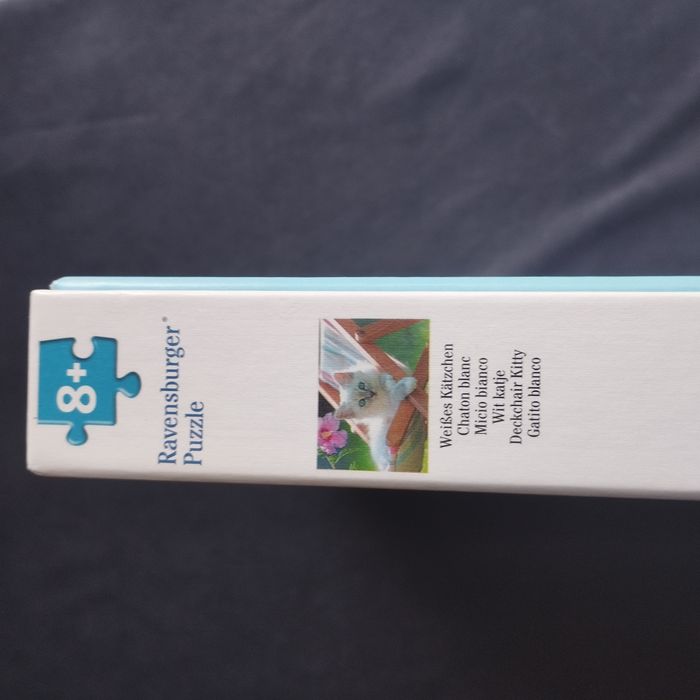 8+
Ravensburger®
Puzzle
Weißes Kätzchen
Chaton blanc
Micio bianco
Wit katje
Deckchair Kitty
Gatito blanco